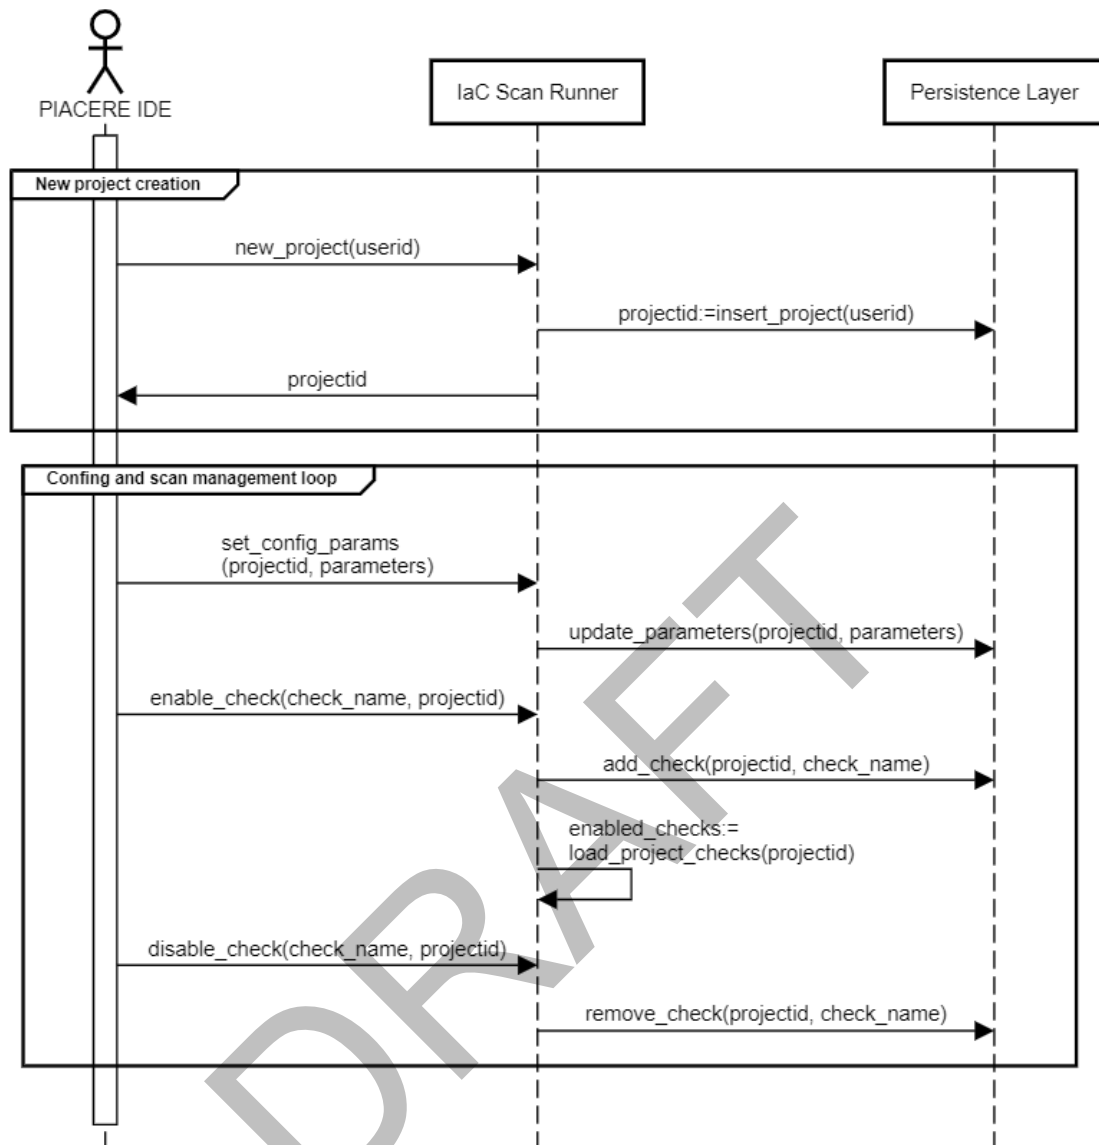 PIACERE IDE
IaC Scan Runner
Persistence Layer
New project creation
new_project(userid)
projectid:=insert_project(userid)
projectid
Confing and scan management loop
set_config_params
(projectid, parameters)
update_parameters(projectid, parameters)
enable_check(check_name, projectid)
add_check(projectid, check_name)
enabled_checks:=
load_project_checks(projectid)
disable_check(check_name, projectid)
remove_check(projectid, check_name)
DRAFT